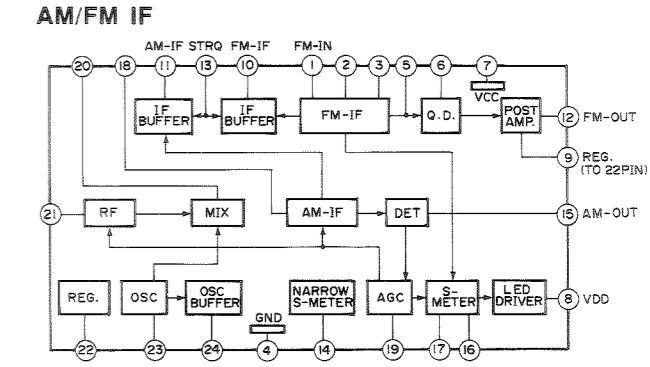 AM/FM IF
AM-IF STRQ FM-IF FM-IN
20 18 11 13 10 1 2 3 5 6 7
VCC
IF BUFFER
IF BUFFER
FM-IF
Q.D.
POST AMP.
12 FM-OUT
9 REG.
(TO 22PIN)
21 RF MIX AM-IF DET 15 AM-OUT
REG. OSC OSC BUFFER NARROW S-METER AGC S-METER LED DRIVER 8 VDD
GND
22 23 24 4 14 19 17 16